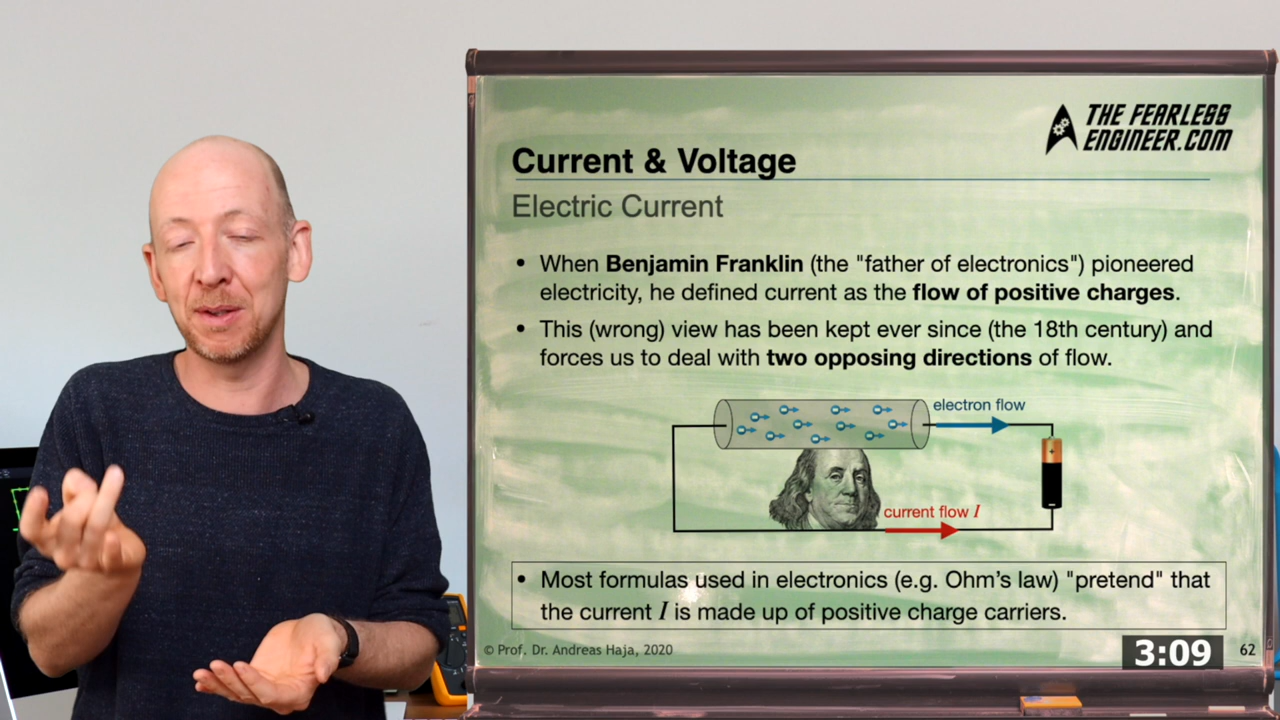 THE FEARLESS
ENGINEER.COM
Current & Voltage
Electric Current
• When Benjamin Franklin (the "father of electronics") pioneered
electricity, he defined current as the flow of positive charges.
• This (wrong) view has been kept ever since (the 18th century) and
forces us to deal with two opposing directions of flow.
electron flow
+
-
current flow I
• Most formulas used in electronics (e.g. Ohm's law) "pretend" that
the current I is made up of positive charge carriers.
© Prof. Dr. Andreas Haja, 2020
3:09
62